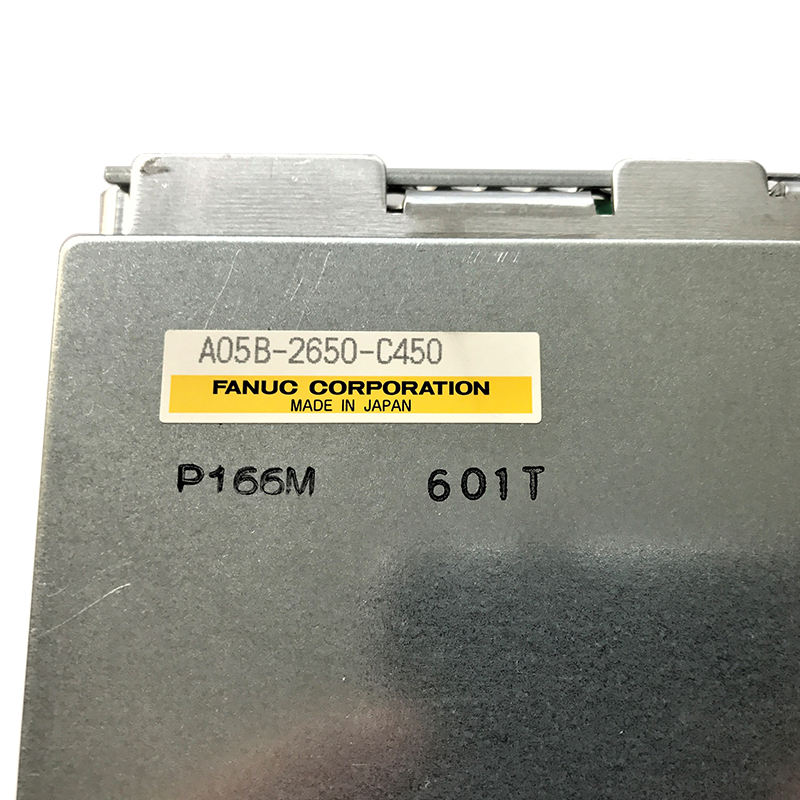 A05B-2650-C450
FANUC CORPORATION
MADE IN JAPAN
P166M 601T